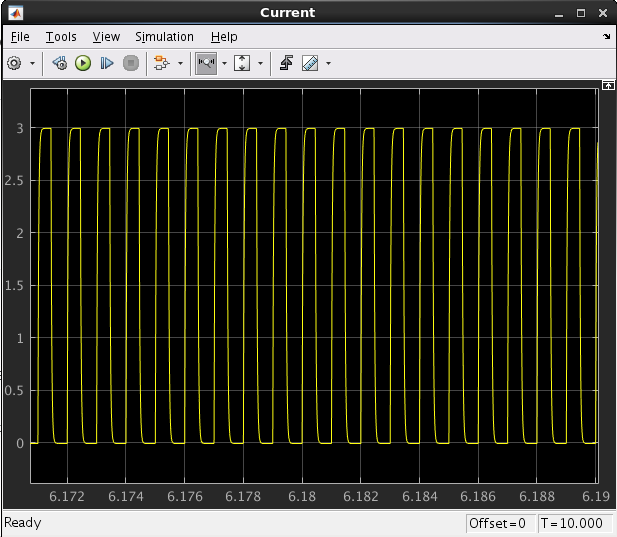 Current
File Tools View Simulation Help
3
2.5
2
1.5
1
0.5
0
6.172 6.174 6.176 6.178 6.18 6.182 6.184 6.186 6.188 6.19
Ready Offset=0 T=10.000